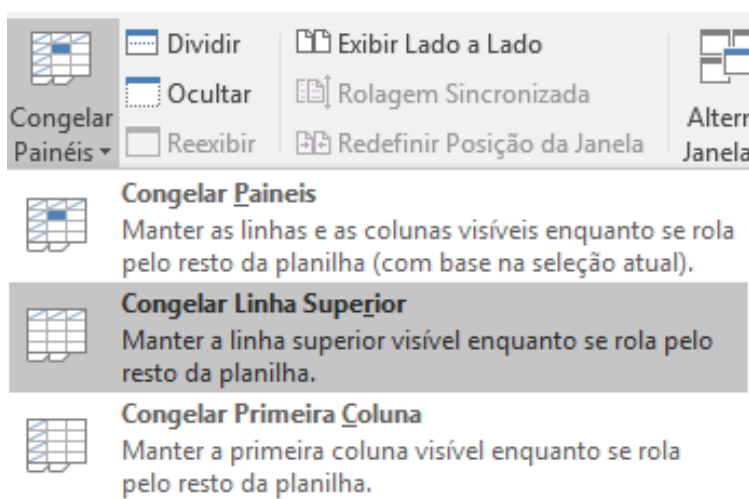 Dividir
Exibir Lado a Lado
Ocultar
Rolagem Sincronizada
Congelar
Painéis
Reexibir
Redefinir Posição da Janela
Altern
Janela
Congelar Paineis
Manter as linhas e as colunas visíveis enquanto se rola
pelo resto da planilha (com base na seleção atual).
Congelar Linha Superior
Manter a linha superior visível enquanto se rola pelo
resto da planilha.
Congelar Primeira Coluna
Manter a primeira coluna visível enquanto se rola
pelo resto da planilha.